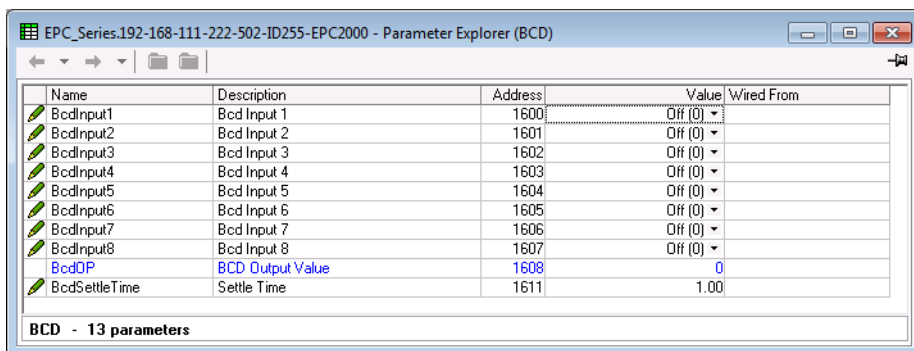 EPC_Series.192-168-111-222-502-ID255-EPC2000 - Parameter Explorer (BCD)
Name Description Address Value Wired From
BcdInput1 Bcd Input 1 1600 Off (0)
BcdInput2 Bcd Input 2 1601 Off (0)
BcdInput3 Bcd Input 3 1602 Off (0)
BcdInput4 Bcd Input 4 1603 Off (0)
BcdInput5 Bcd Input 5 1604 Off (0)
BcdInput6 Bcd Input 6 1605 Off (0)
BcdInput7 Bcd Input 7 1606 Off (0)
BcdInput8 Bcd Input 8 1607 Off (0)
BcdOP BCD Output Value 1608 0
BcdSettleTime Settle Time 1611 1.00
BCD - 13 parameters